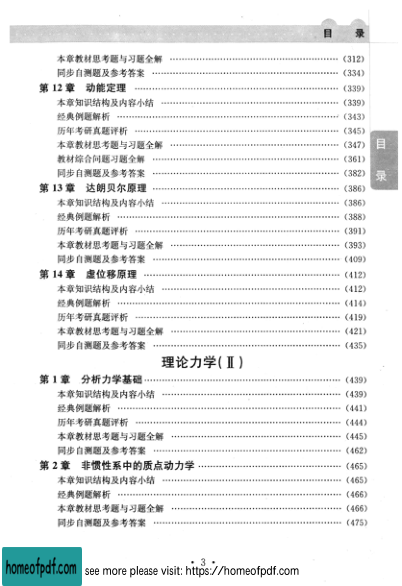 目 录
本章教材思考题与习题全解 ……………………………… (312)
同步自测题及参考答案 ……………………………… (334)
第12章 动能定理 ……………………………… (339)
本章知识结构及内容小结 ……………………………… (339)
经典例题解析 ……………………………… (343)
历年考研真题评析 ……………………………… (345)
本章教材思考题与习题全解 ……………………………… (347)
教材综合问题习题全解 ……………………………… (361)
同步自测题及参考答案 ……………………………… (382)
第13章 达朗贝尔原理 ……………………………… (386)
本章知识结构及内容小结 ……………………………… (386)
经典例题解析 ……………………………… (388)
历年考研真题评析 ……………………………… (391)
本章教材思考题与习题全解 ……………………………… (393)
同步自测题及参考答案 ……………………………… (409)
第14章 虚位移原理 ……………………………… (412)
本章知识结构及内容小结 ……………………………… (412)
经典例题解析 ……………………………… (414)
历年考研真题评析 ……………………………… (419)
本章教材思考题与习题全解 ……………………………… (421)
同步自测题及参考答案 ……………………………… (435)
理论力学(Ⅱ)
第1章 分析力学基础 ……………………………… (439)
本章知识结构及内容小结 ……………………………… (439)
经典例题解析 ……………………………… (441)
历年考研真题评析 ……………………………… (444)
本章教材思考题与习题全解 ……………………………… (445)
同步自测题及参考答案 ……………………………… (462)
第2章 非惯性系中的质点动力学 ……………………………… (465)
本章知识结构及内容小结 ……………………………… (465)
经典例题解析 ……………………………… (466)
本章教材思考题与习题全解 ……………………………… (466)
同步自测题及参考答案 ……………………………… (475)
目
录
· 3 ·
homeofpdf.com
see more please visit: https://homeofpdf.com